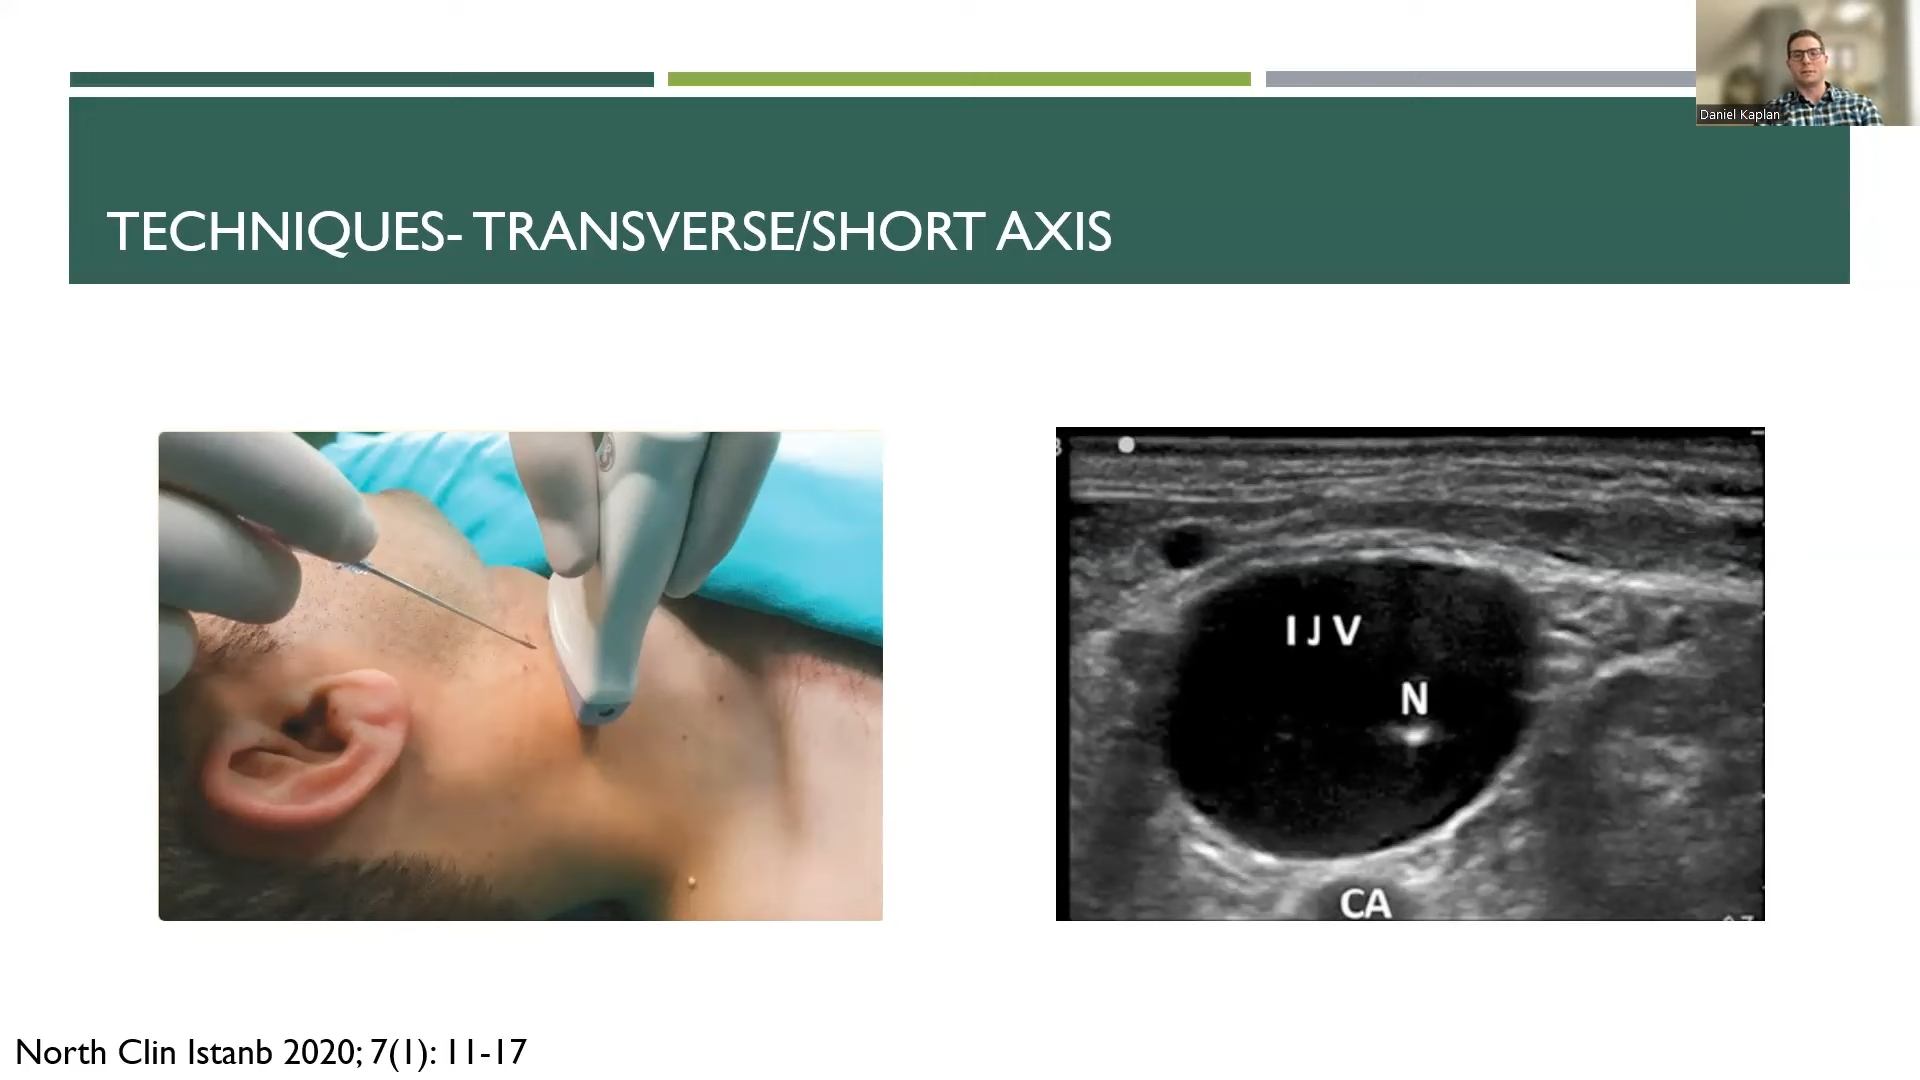 Daniel Kaplan
TECHNIQUES- TRANSVERSE/SHORT AXIS
IJV
N
CA
North Clin Istanb 2020; 7(1): 11-17